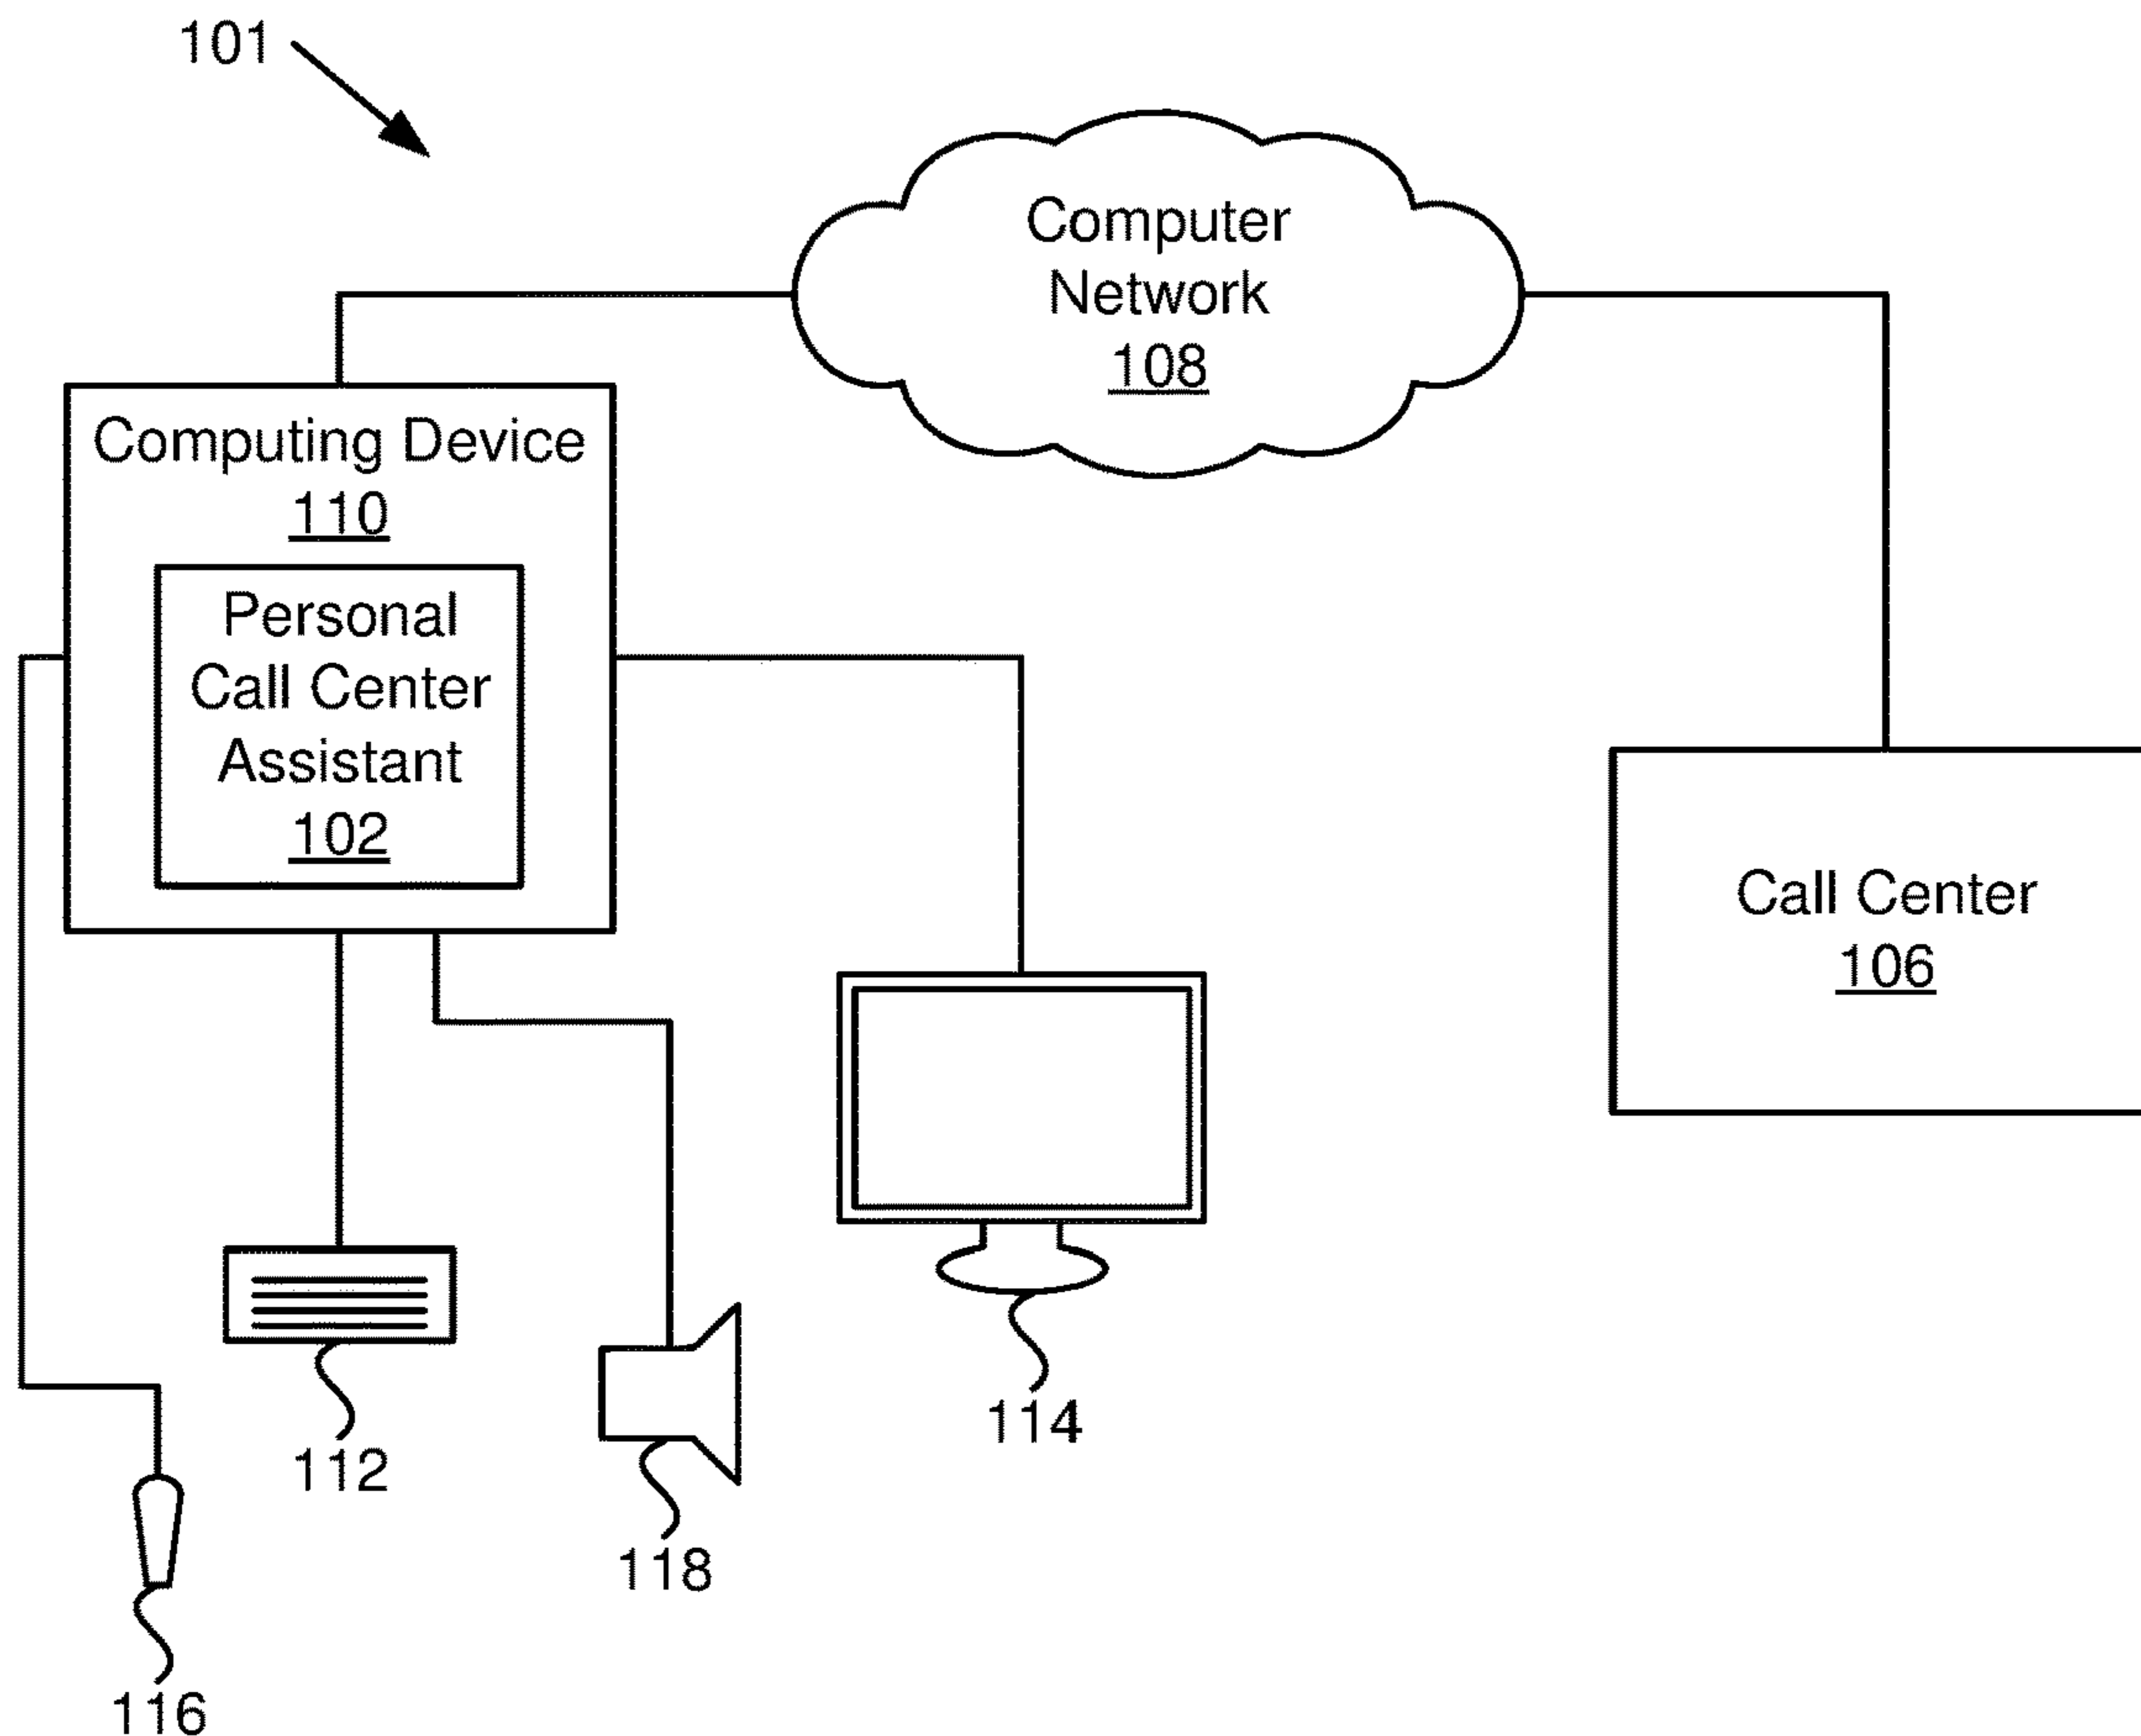 101
Computer
Network
108
Computing Device
110
Personal
Call Center
Assistant
102
Call Center
106
114
112
118
116